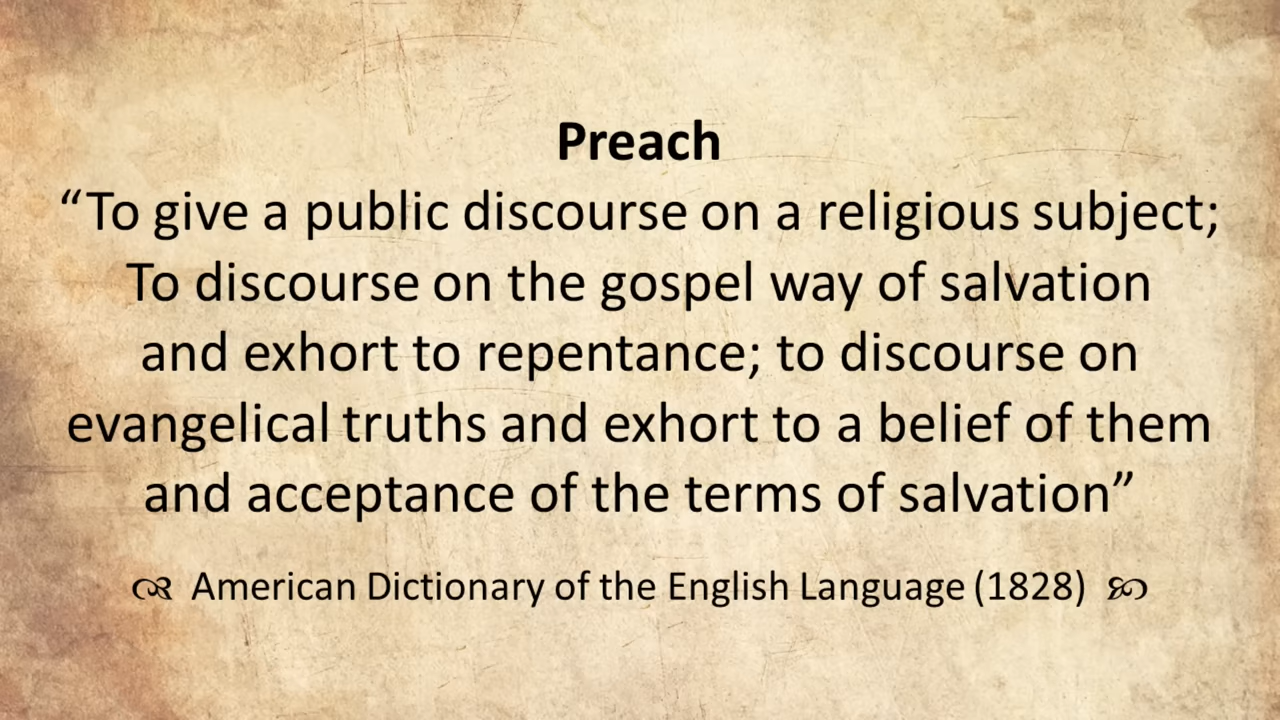 Preach
“To give a public discourse on a religious subject;
To discourse on the gospel way of salvation
and exhort to repentance; to discourse on
evangelical truths and exhort to a belief of them
and acceptance of the terms of salvation”
American Dictionary of the English Language (1828)